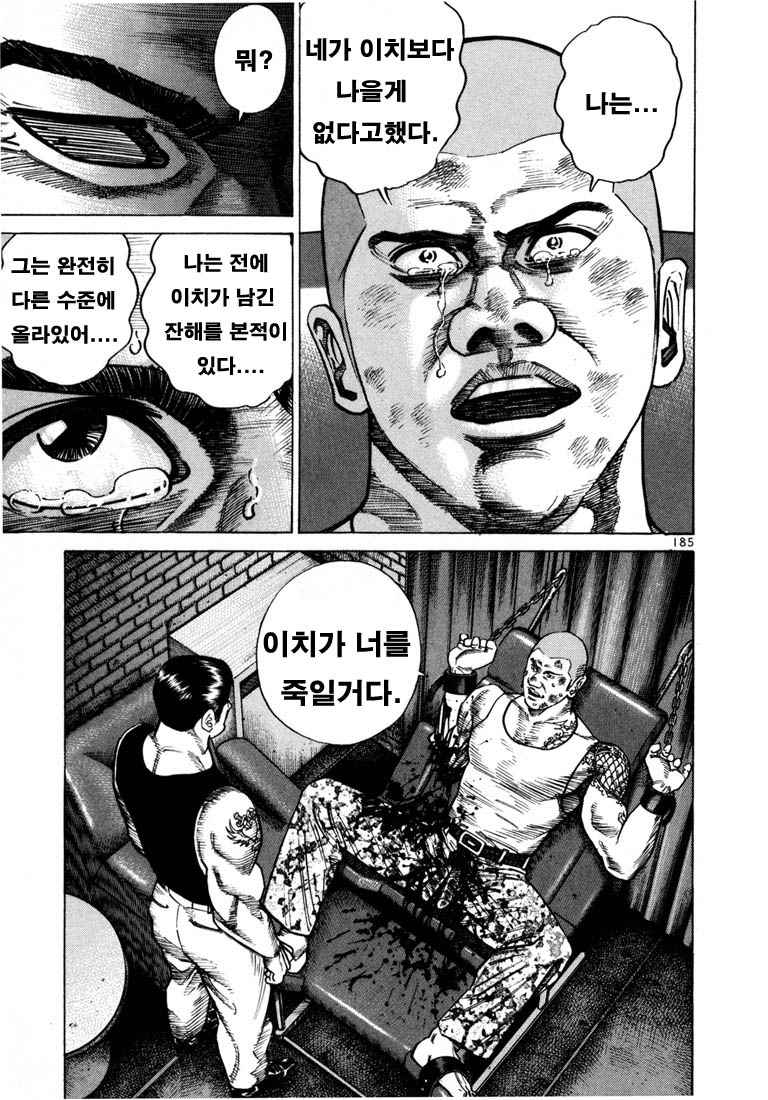 나는...
네가 이치보다
나을게
없다고했다.
뭐?
나는 전에
이치가 남긴
잔해를 본적이
있다....
그는 완전히
다른 수준에
올라있어....
185
이치가 너를
죽일거다.